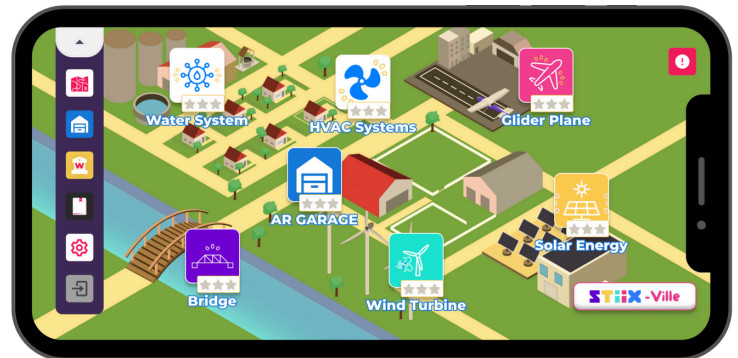 Water System
HVAC Systems
Glider Plane
W
AR GARAGE
Solar Energy
Bridge
Wind Turbine
STiiX-Ville